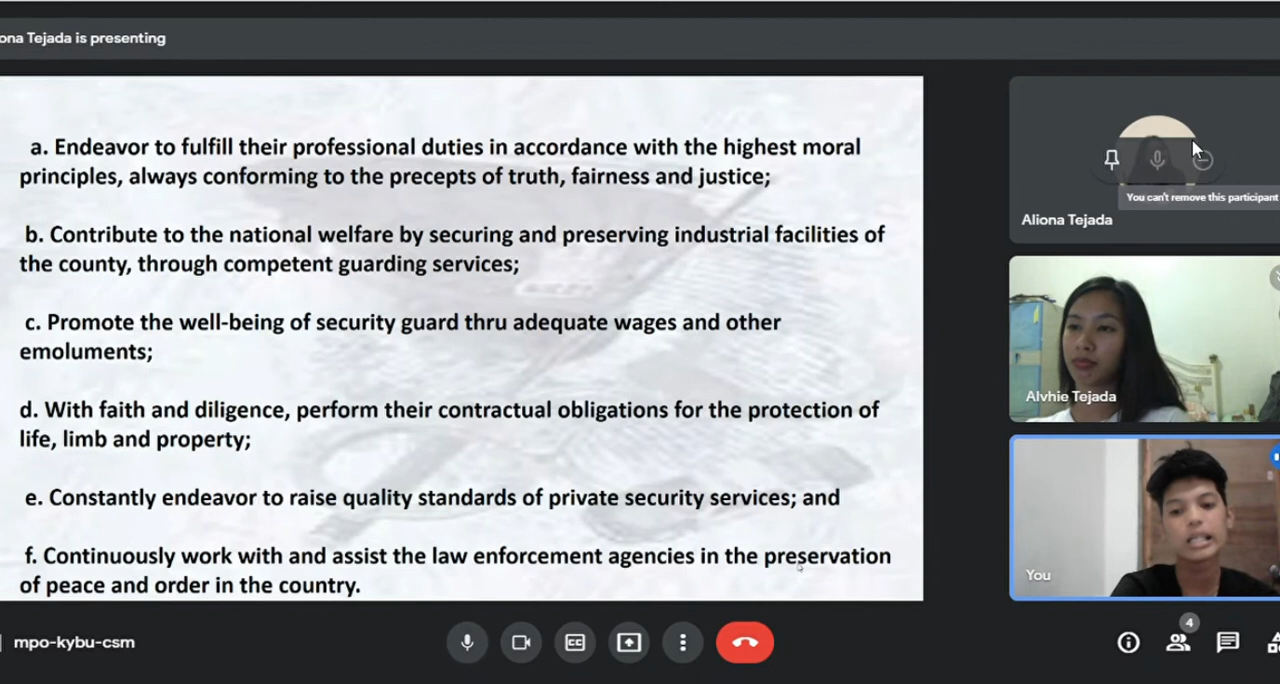 ona Tejada is presenting
a. Endeavor to fulfill their professional duties in accordance with the highest moral
principles, always conforming to the precepts of truth, fairness and justice;
b. Contribute to the national welfare by securing and preserving industrial facilities of
the county, through competent guarding services;
c. Promote the well-being of security guard thru adequate wages and other
emoluments;
d. With faith and diligence, perform their contractual obligations for the protection of
life, limb and property;
e. Constantly endeavor to raise quality standards of private security services; and
f. Continuously work with and assist the law enforcement agencies in the preservation
of peace and order in the country.
You can't remove this participant
Aliona Tejada
Alvhie Tejada
You
mpo-kybu-csm
CC
4